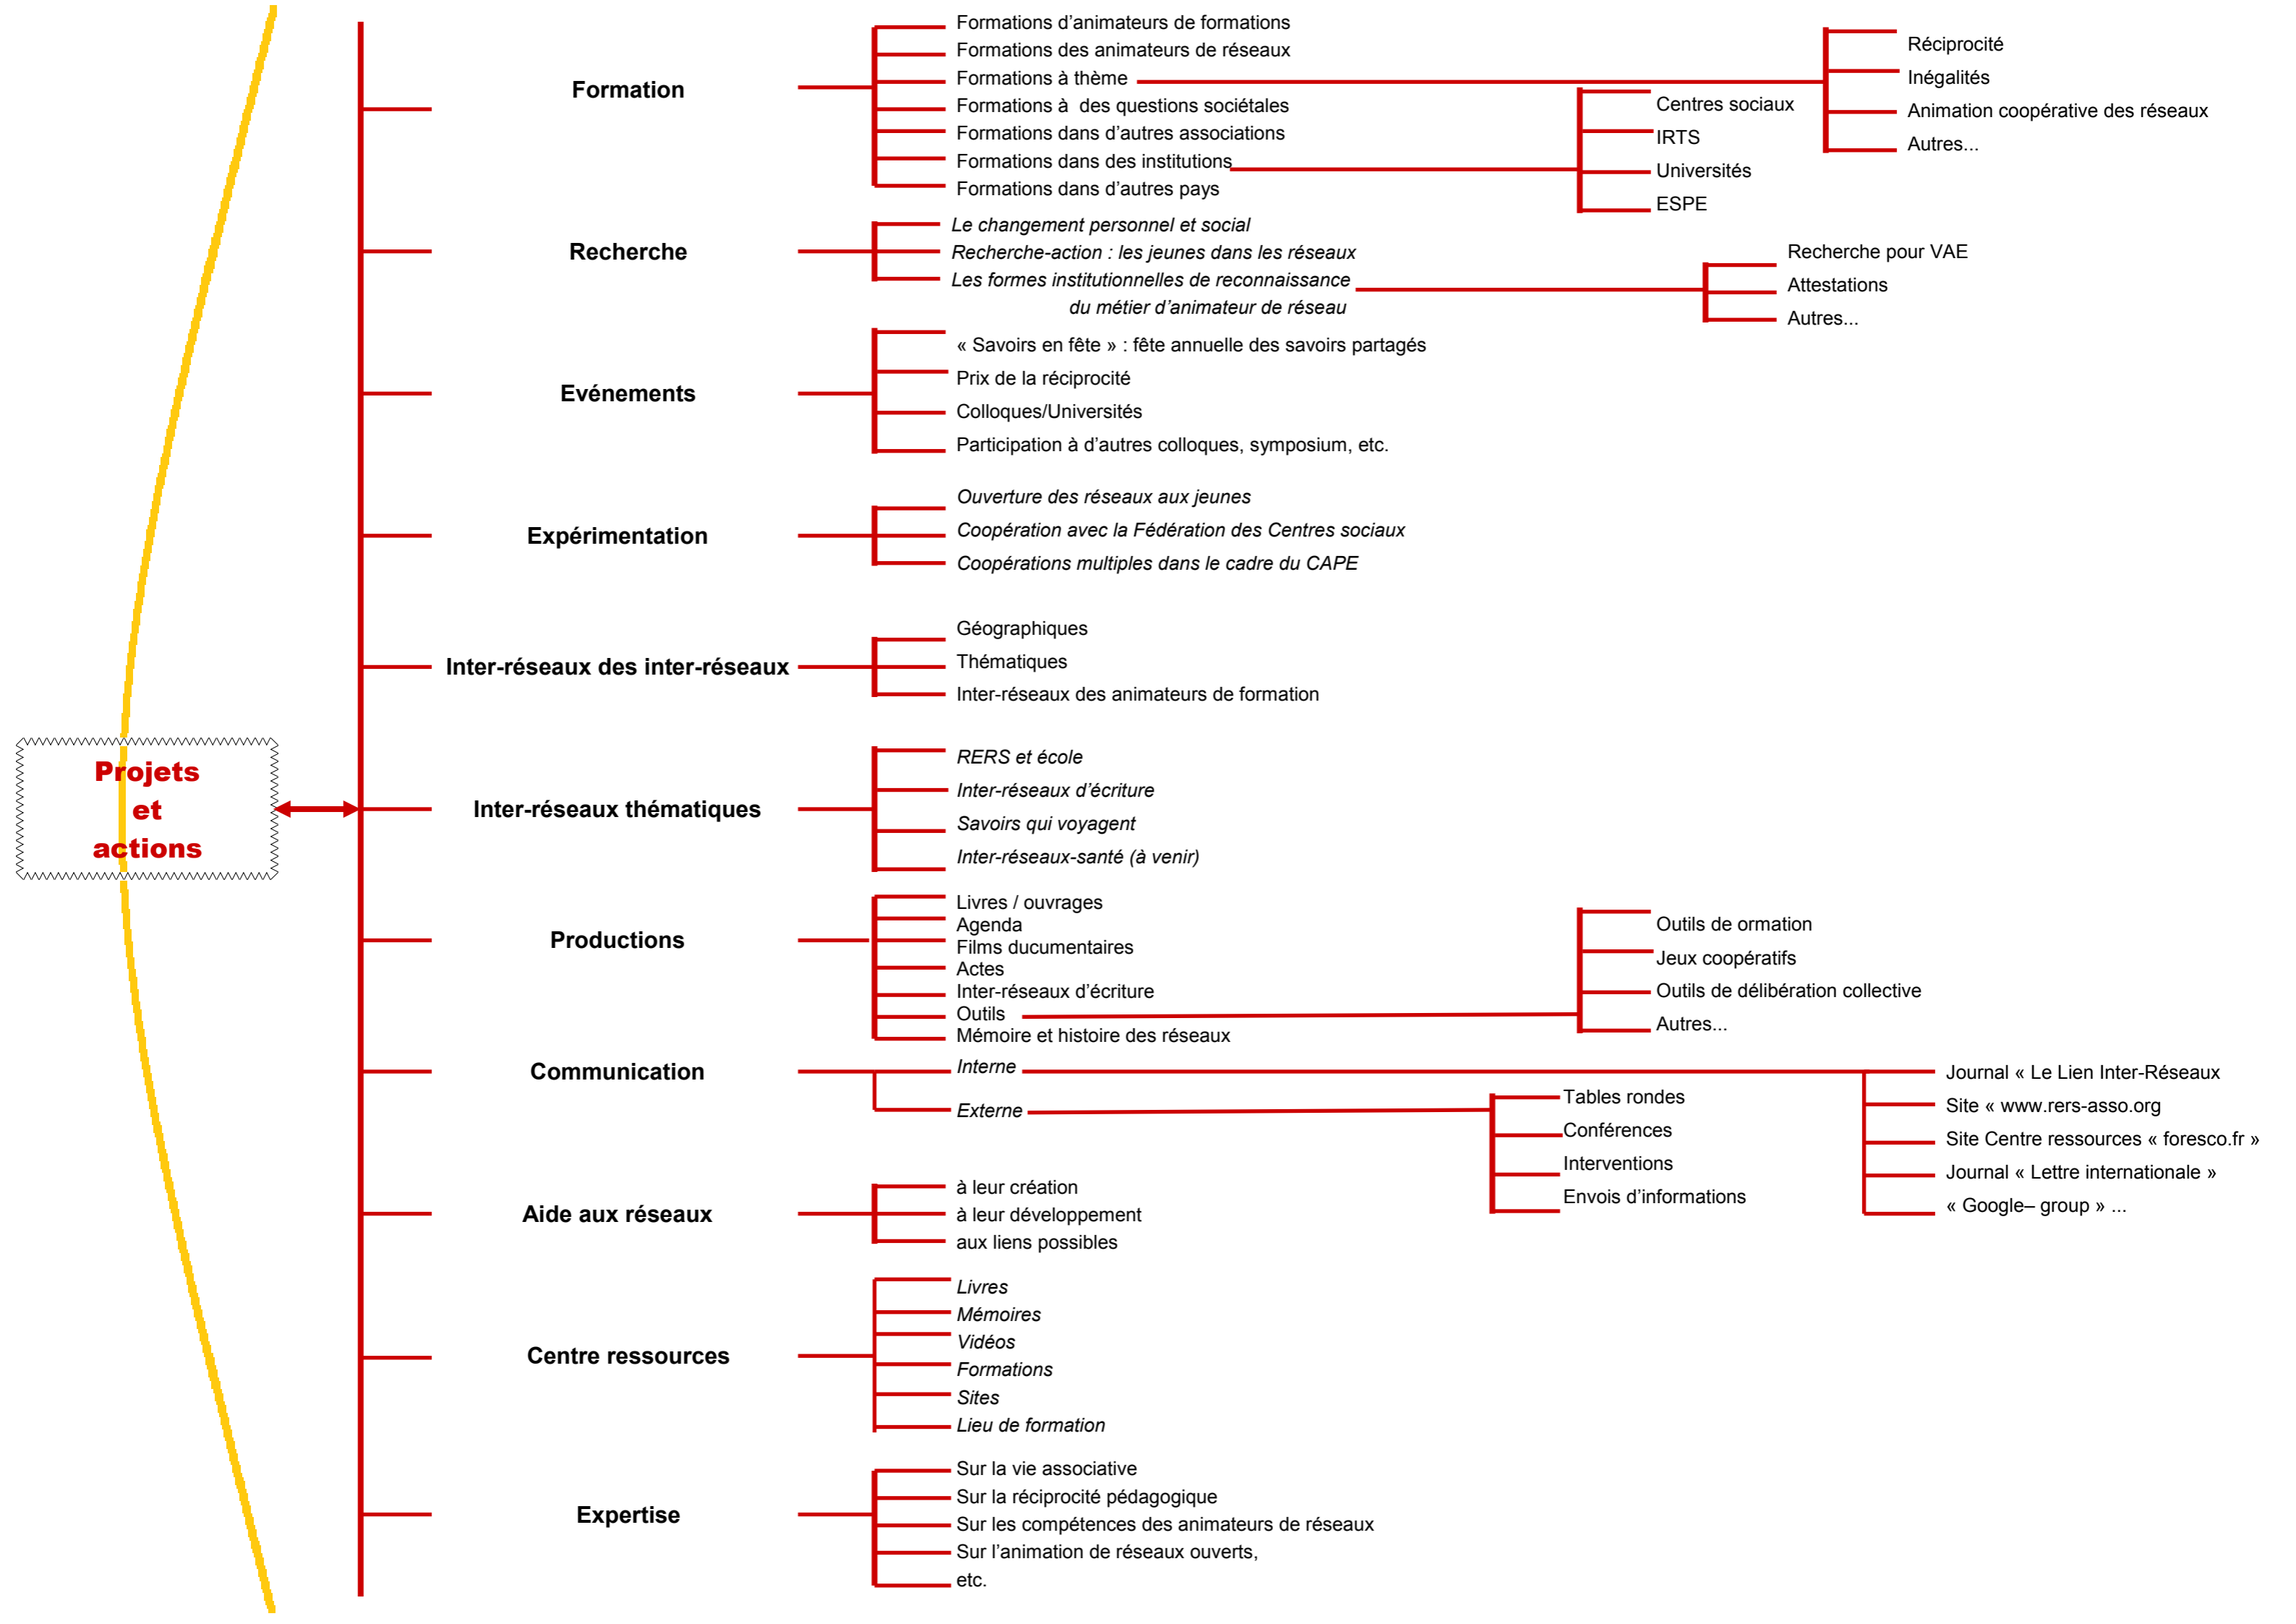 Projets
et
actions
Formation
Formations d’animateurs de formations
Formations des animateurs de réseaux
Formations à thème
Formations à  des questions sociétales
Formations dans d’autres associations
Formations dans des institutions
Formations dans d’autres pays
Centres sociaux
IRTS
Universités
ESPE
Réciprocité
Inégalités
Animation coopérative des réseaux
Autres...
Recherche
Le changement personnel et social
Recherche-action : les jeunes dans les réseaux
Les formes institutionnelles de reconnaissance
du métier d’animateur de réseau
Recherche pour VAE
Attestations
Autres...
Evénements
« Savoirs en fête » : fête annuelle des savoirs partagés
Prix de la réciprocité
Colloques/Universités
Participation à d’autres colloques, symposium, etc.
Expérimentation
Ouverture des réseaux aux jeunes
Coopération avec la Fédération des Centres sociaux
Coopérations multiples dans le cadre du CAPE
Inter-réseaux des inter-réseaux
Géographiques
Thématiques
Inter-réseaux des animateurs de formation
Inter-réseaux thématiques
RERS et école
Inter-réseaux d’écriture
Savoirs qui voyagent
Inter-réseaux-santé (à venir)
Productions
Livres / ouvrages
Agenda
Films ducumentaires
Actes
Inter-réseaux d’écriture
Outils
Mémoire et histoire des réseaux
Outils de ormation
Jeux coopératifs
Outils de délibération collective
Autres...
Communication
Interne
Externe
Tables rondes
Conférences
Interventions
Envois d’informations
Journal « Le Lien Inter-Réseaux
Site « www.rers-asso.org
Site Centre ressources « foresco.fr »
Journal « Lettre internationale »
« Google– group » ...
Aide aux réseaux
à leur création
à leur développement
aux liens possibles
Centre ressources
Livres
Mémoires
Vidéos
Formations
Sites
Lieu de formation
Expertise
Sur la vie associative
Sur la réciprocité pédagogique
Sur les compétences des animateurs de réseaux
Sur l’animation de réseaux ouverts,
etc.